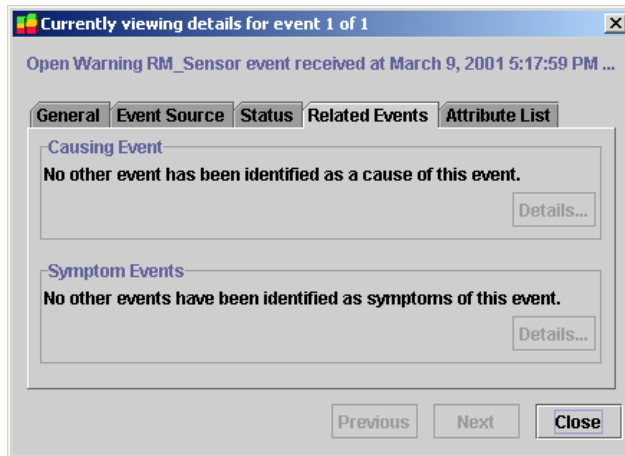 Currently viewing details for event 1 of 1
Open Warning RM_Sensor event received at March 9, 2001 5:17:59 PM ...
General Event Source Status Related Events Attribute List
Causing Event
No other event has been identified as a cause of this event.
Details...
Symptom Events
No other events have been identified as symptoms of this event.
Details...
Previous Next Close